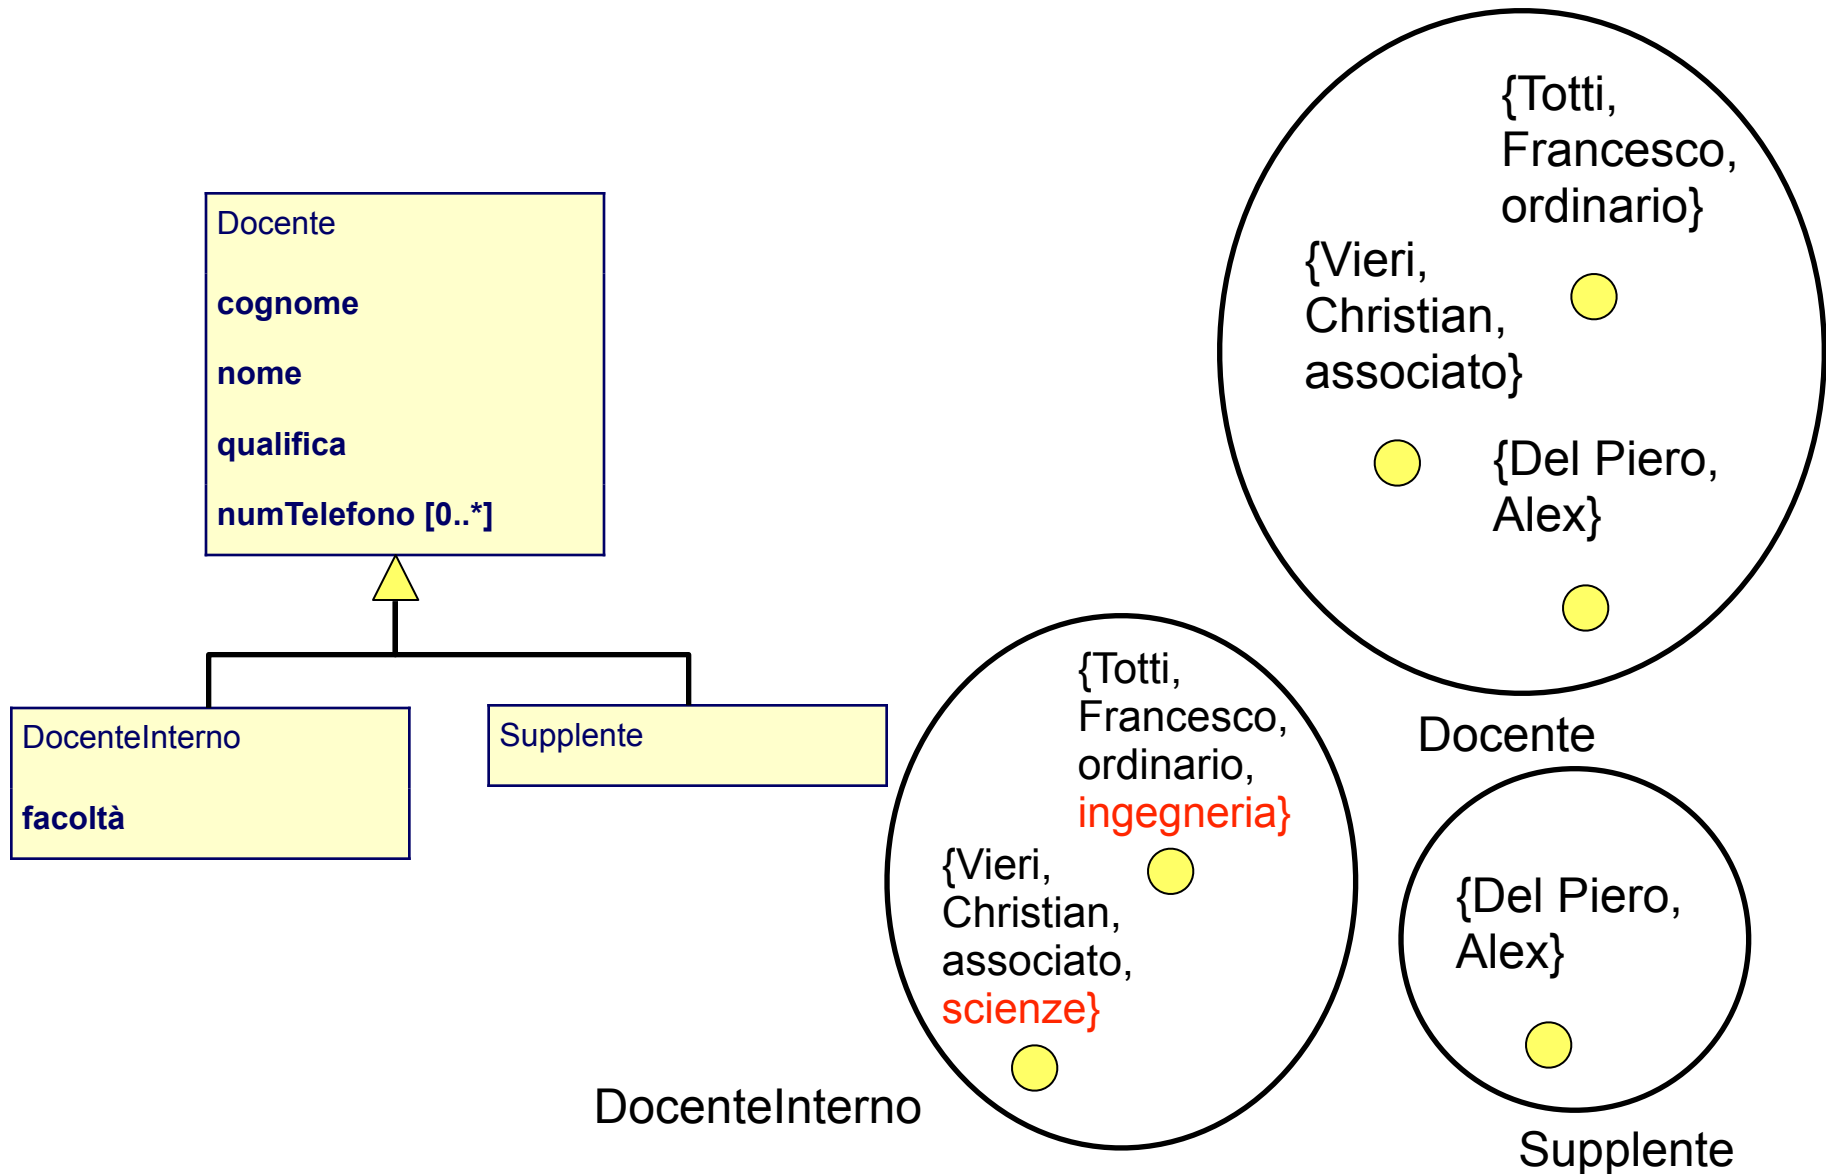 Docente
cognome
nome
qualifica
numTelefono [0..*]
DocenteInterno
facoltà
Supplente
{Totti,
Francesco,
ordinario}
{Vieri,
Christian,
associato}
{Del Piero,
Alex}
Docente
{Totti,
Francesco,
ordinario,
ingegneria}
{Vieri,
Christian,
associato,
scienze}
DocenteInterno
{Del Piero,
Alex}
Supplente